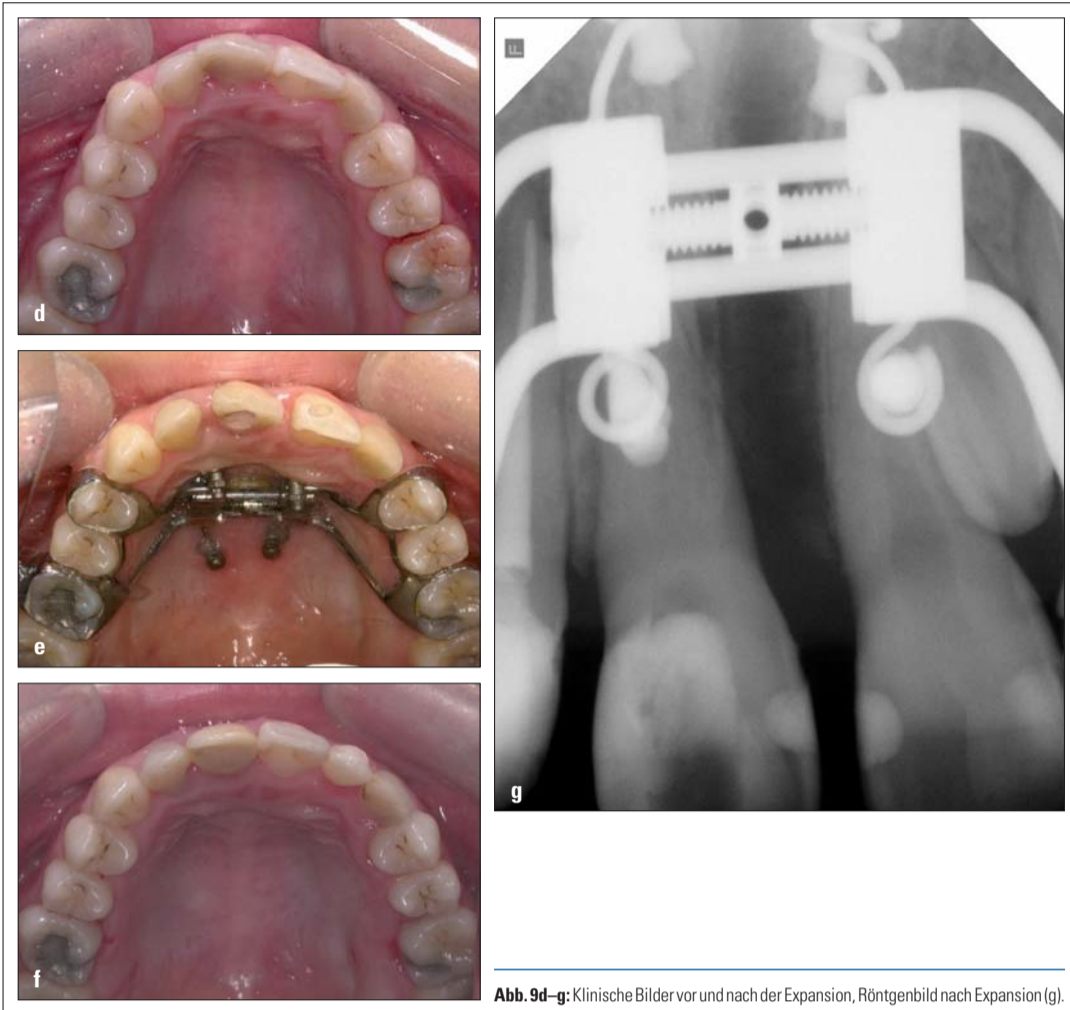 d
e
f
g
Abb. 9d–g: Klinische Bilder vor und nach der Expansion, Röntgenbild nach Expansion (g).